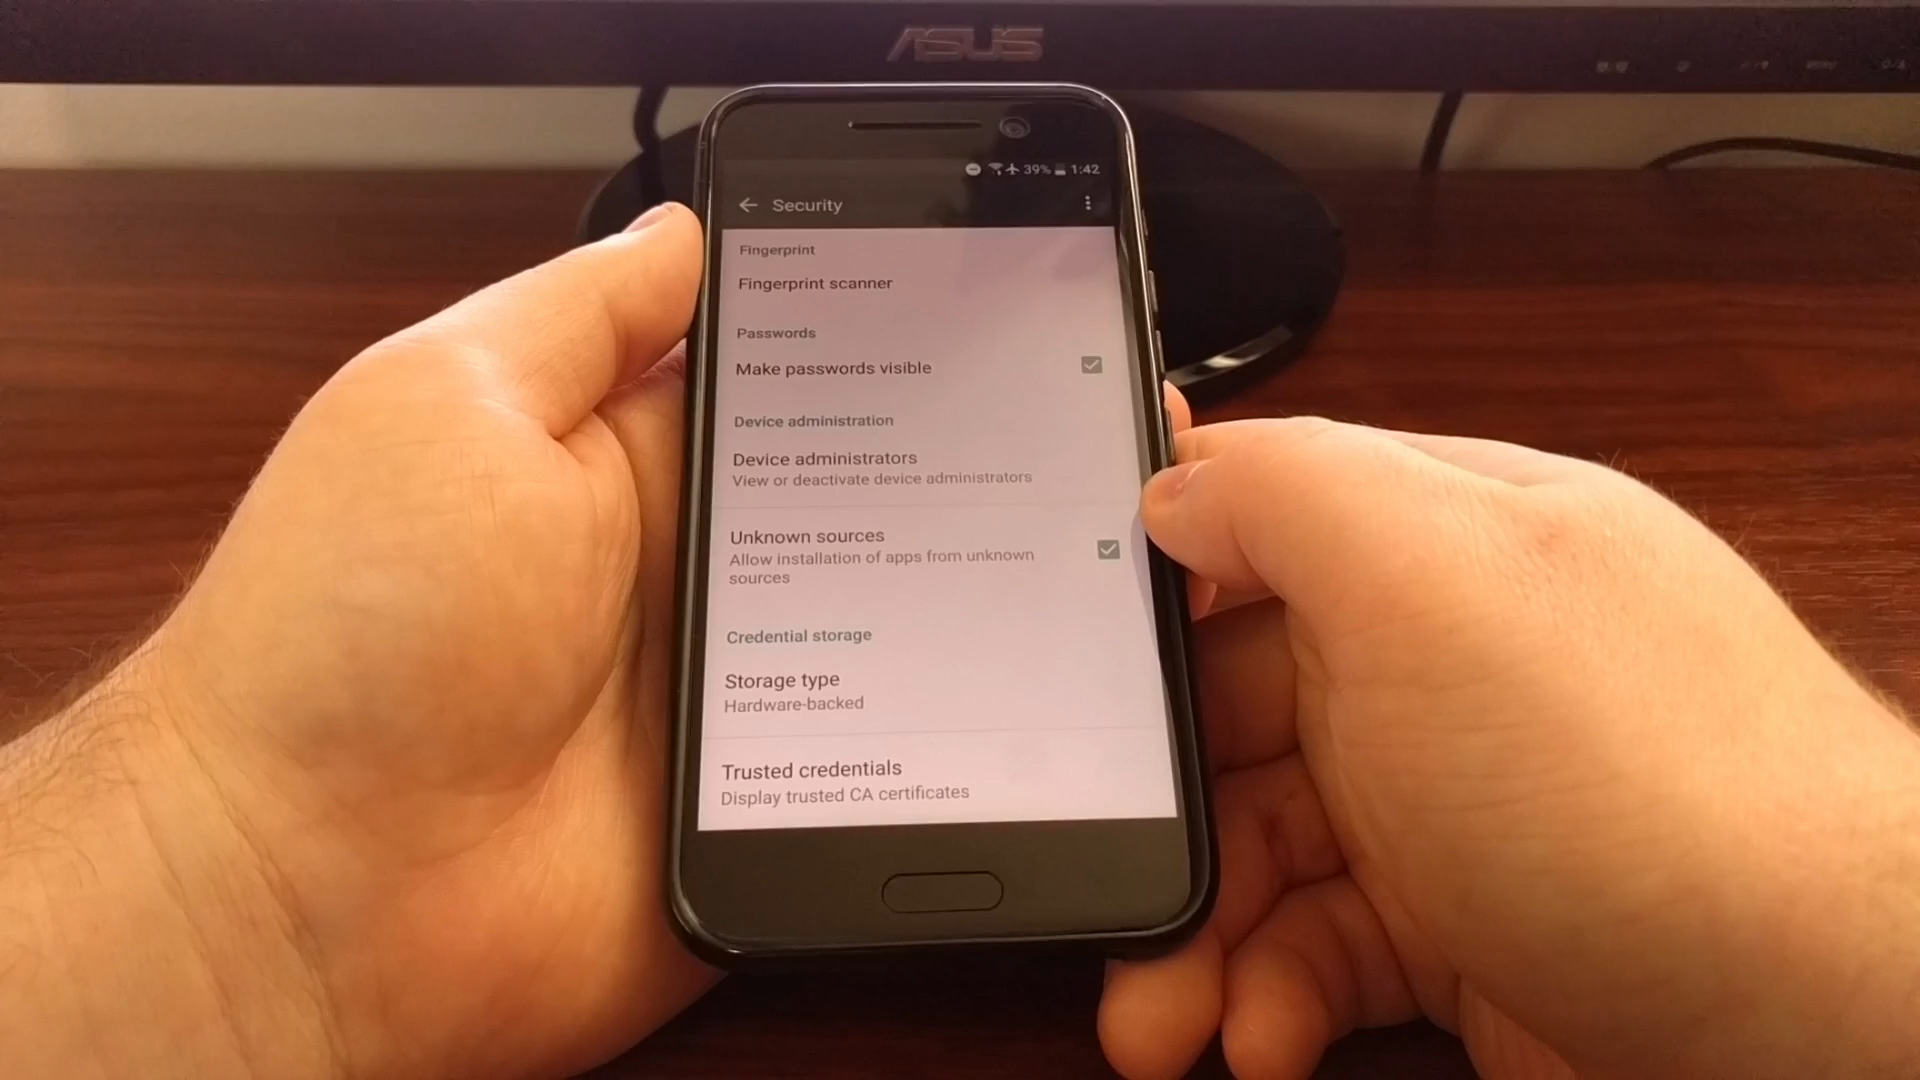 ASUS
39% 1:42
Security
Fingerprint
Fingerprint scanner
Passwords
Make passwords visible
Device administration
Device administrators
View or deactivate device administrators
Unknown sources
Allow installation of apps from unknown
sources
Credential storage
Storage type
Hardware-backed
Trusted credentials
Display trusted CA certificates